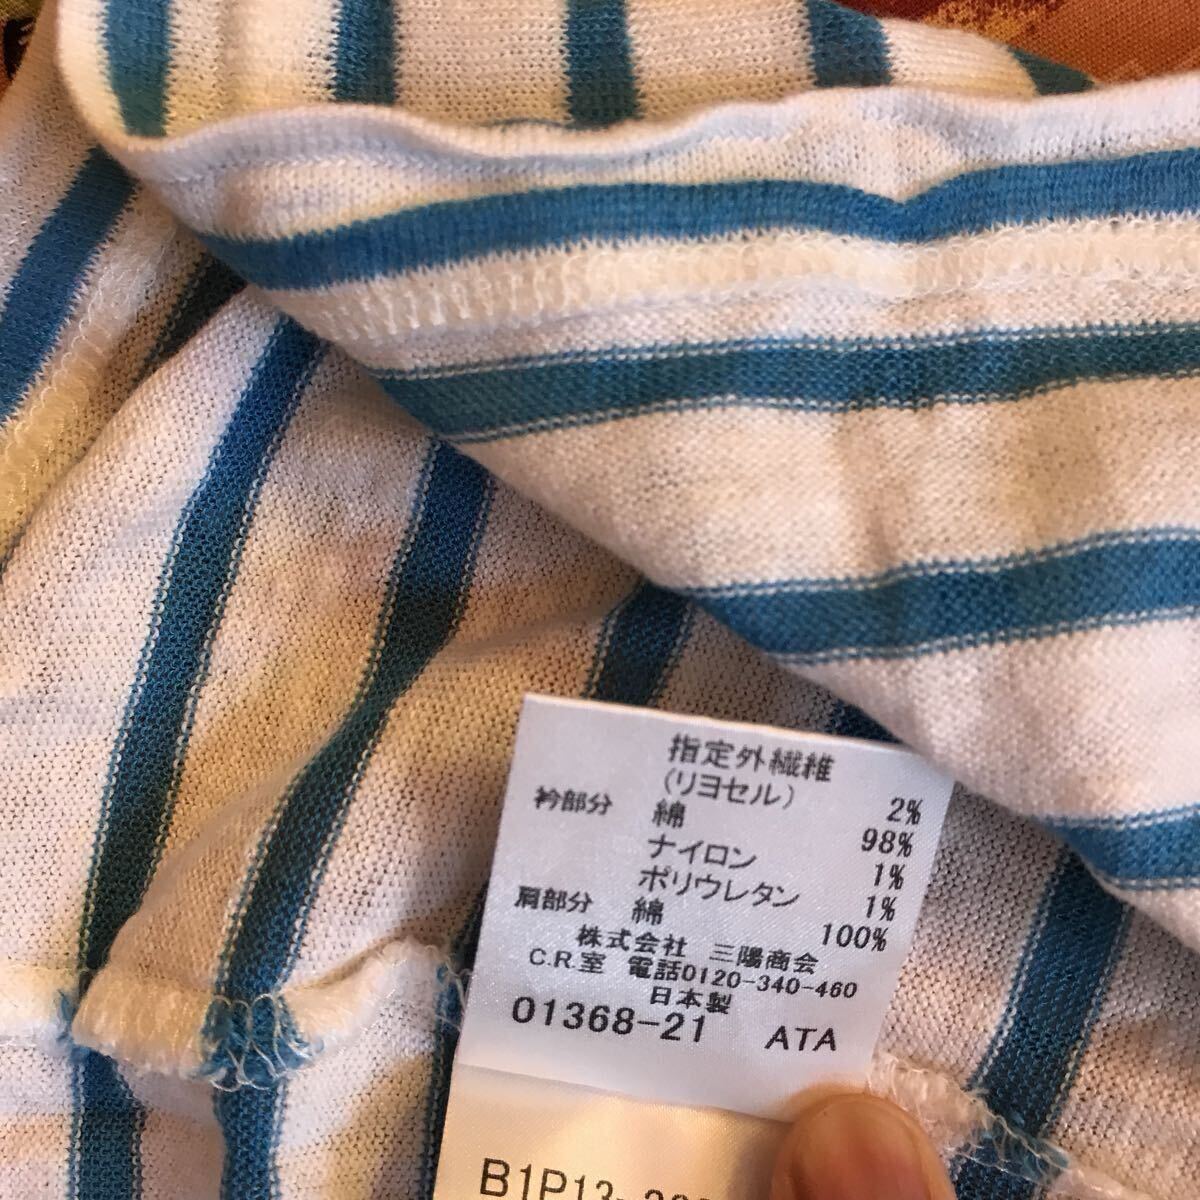 指定外繊維
(リヨセル) 2%
衿部分 綿 98%
ナイロン 1%
ポリウレタン 1%
肩部分 綿 100%
株式会社 三陽商会
C.R.室 電話0120-340-460
日本製
01368-21 ATA
B1P13-